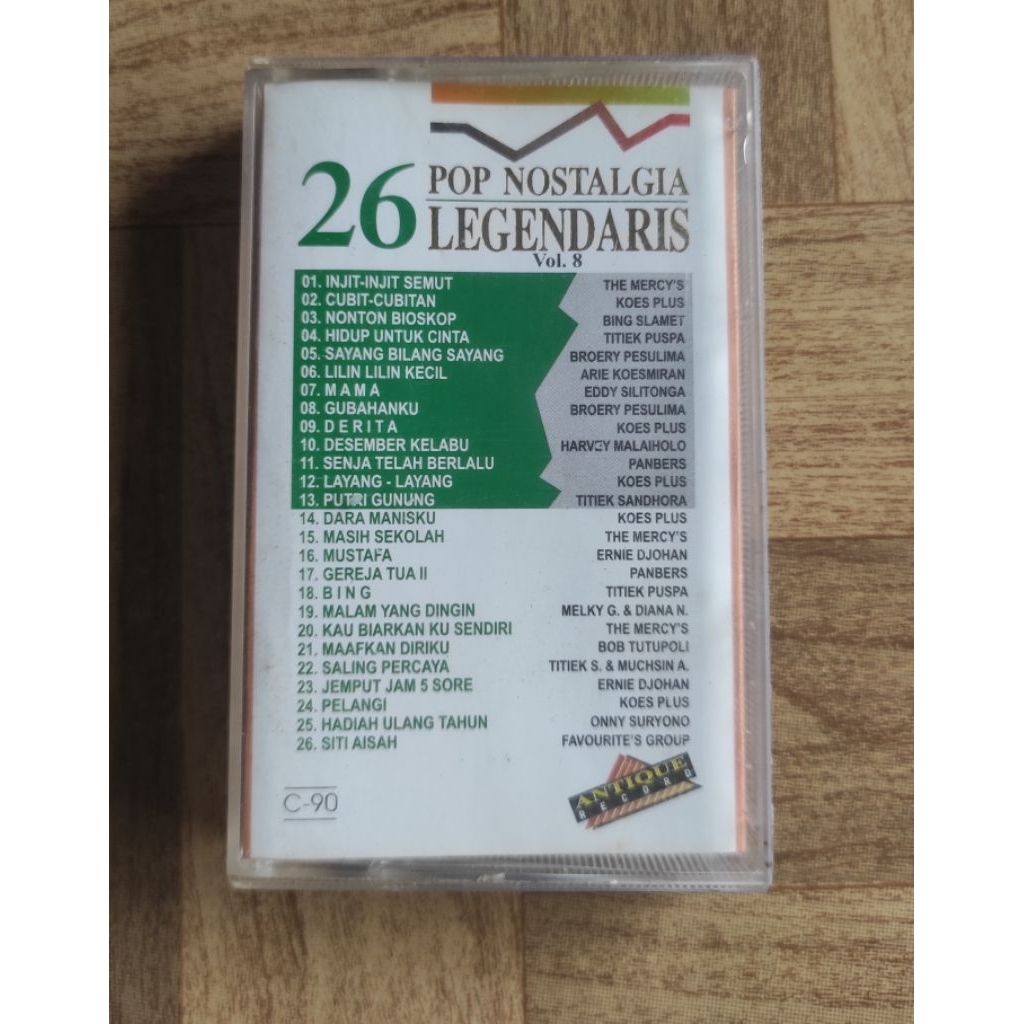 26 POP NOSTALGIA
LEGENDARIS
Vol. 8
01. INJIT-INJIT SEMUT THE MERCY'S
02. CUBIT-CUBITAN KOES PLUS
03. NONTON BIOSKOP BING SLAMET
04. HIDUP UNTUK CINTA TITIEK PUSPA
05. SAYANG BILANG SAYANG BROERY PESULIMA
06. LILIN LILIN KECIL ARIE KOESMIRAN
07. M A M A EDDY SILITONGA
08. GUBAHANKU BROERY PESULIMA
09. D E R I T A KOES PLUS
10. DESEMBER KELABU HARVEY MALAIHOLO
11. SENJA TELAH BERLALU PANBERS
12. LAYANG - LAYANG KOES PLUS
13. PUTRI GUNUNG TITIEK SANDHORA
14. DARA MANISKU KOES PLUS
15. MASIH SEKOLAH THE MERCY'S
16. MUSTAFA ERNIE DJOHAN
17. GEREJA TUA II PANBERS
18. B I N G TITIEK PUSPA
19. MALAM YANG DINGIN MELKY G. & DIANA N.
20. KAU BIARKAN KU SENDIRI THE MERCY'S
21. MAAFKAN DIRIKU BOB TUTUPOLI
22. SALING PERCAYA TITIEK S. & MUCHSIN A.
23. JEMPUT JAM 5 SORE ERNIE DJOHAN
24. PELANGI KOES PLUS
25. HADIAH ULANG TAHUN ONNY SURYONO
26. SITI AISAH FAVOURITE'S GROUP
C-90
ANTIQUE
RECORD